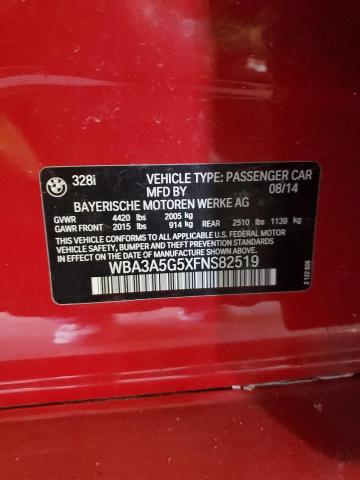 BMW 328i VEHICLE TYPE: PASSENGER CAR
MFD BY 08/14
BAYERISCHE MOTOREN WERKE AG
GVWR 4420 lbs 2005 kg
GAWR FRONT 2015 lbs 914 kg REAR 2510 lbs 1139 kg
THIS VEHICLE CONFORMS TO ALL APPLICABLE U.S. FEDERAL MOTOR
VEHICLE SAFETY, BUMPER, AND THEFT PREVENTION STANDARDS
IN EFFECT ON THE DATE OF MANUFACTURE SHOWN ABOVE.
WBA3A5G5XFNS82519